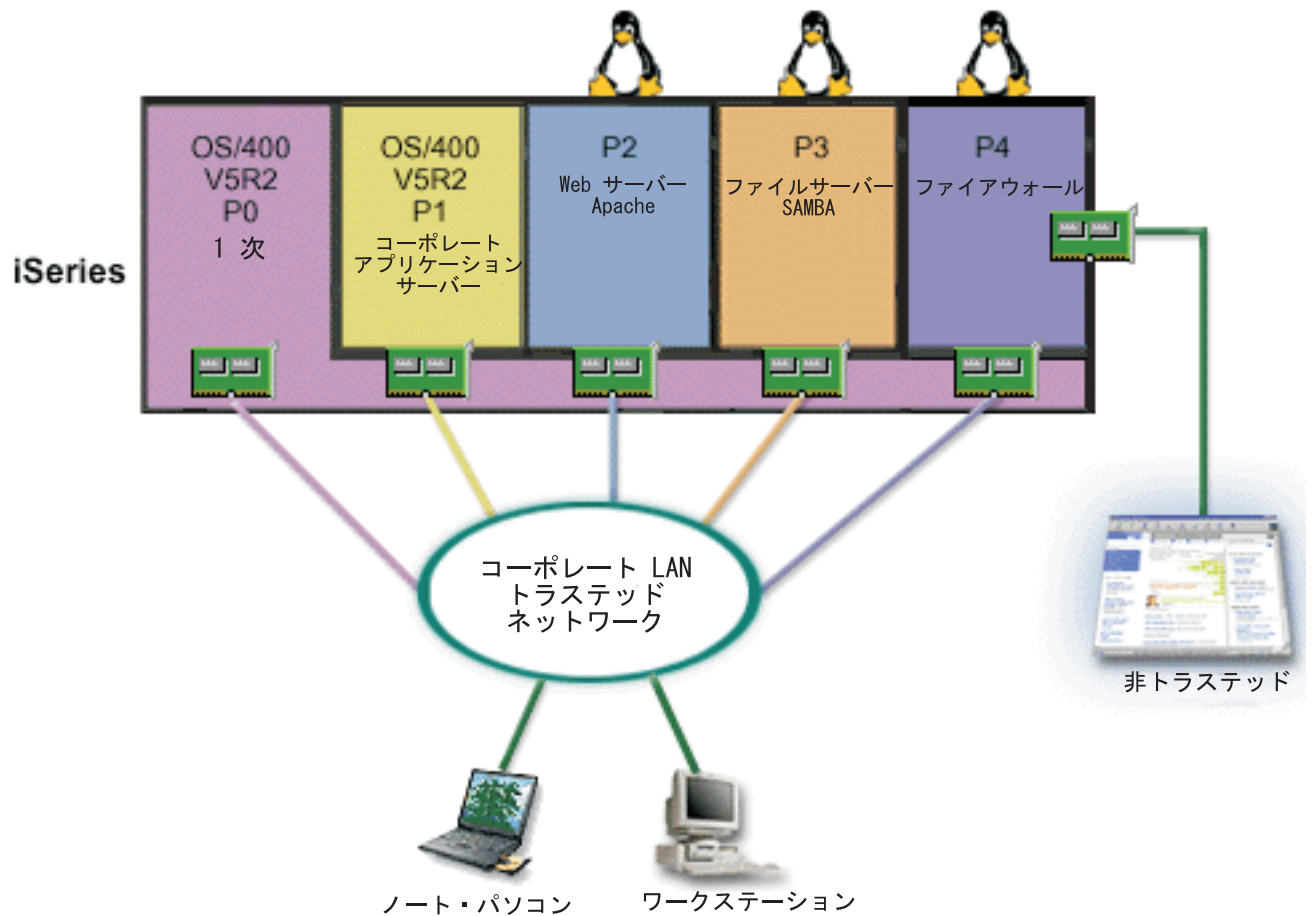 OS/400
V5R2
P0
1 次
OS/400
V5R2
P1
コーポレート
アプリケーション
サーバー
P2
Web サーバー
Apache
P3
ファイルサーバー
SAMBA
P4
ファイアウォール
iSeries
コーポレート LAN
トラステッド
ネットワーク
非トラステッド
ノート・パソコン
ワークステーション